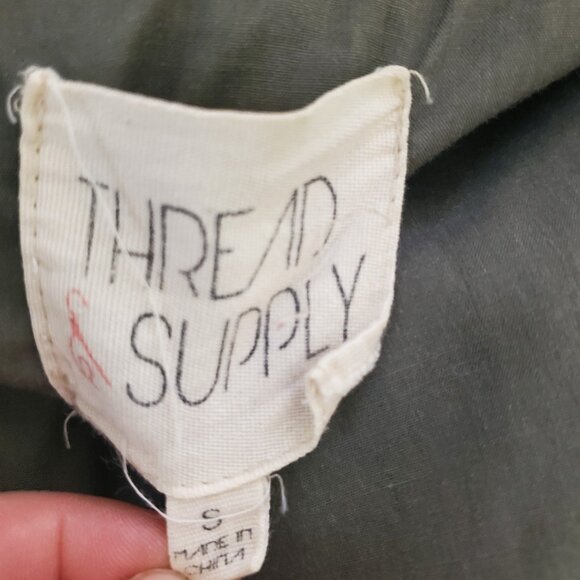 THREAD
& SUPPLY
S
MADE IN
CHINA